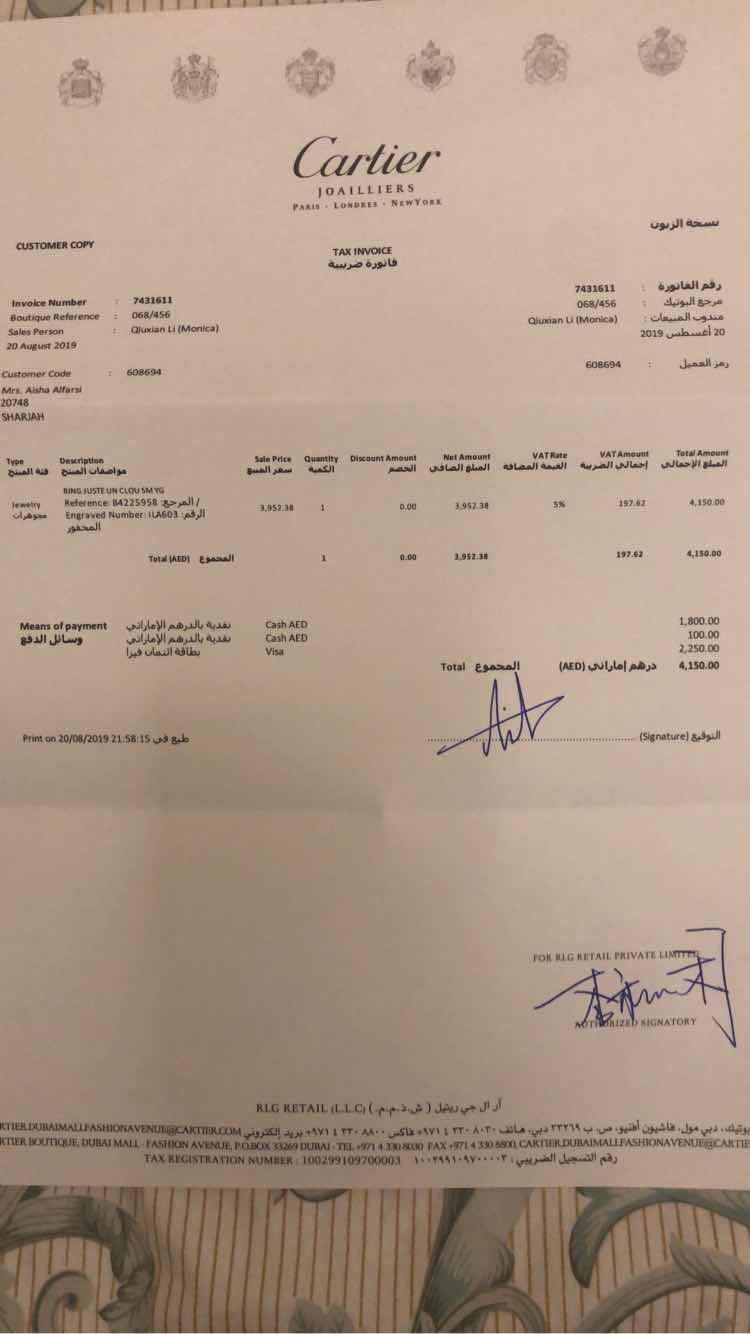 Cartier
JOAILLIERS
PARIS · LONDRES · NEWYORK
CUSTOMER COPY
نسخة الزبون
TAX INVOICE
فاتورة ضريبية
Invoice Number : 7431611
Boutique Reference : 068/456
Sales Person : Qiuxian Li (Monica)
20 August 2019
7431611 : رقم الفاتورة
068/456 : مرجع البوتيك
Qiuxian Li (Monica) : مندوب المبيعات
20 أغسطس 2019
Customer Code : 608694
608694 : رمز العميل
Mrs. Aisha Alfarsi
20748
SHARJAH
Type Description Sale Price Quantity Discount Amount Net Amount VAT Rate VAT Amount Total Amount
فئة المنتج مواصفات المنتج سعر المبيع الكمية الخصم المبلغ الصافي القيمة المضافة إجمالي الضريبة المبلغ الإجمالي
RING JUSTE UN CLOU SM YG
Jewelry Reference: B4225958 :المرجع / 3,952.38 1 0.00 3,952.38 5% 197.62 4,150.00
مجوهرات Engraved Number: ILA603 :الرقم
المحفور
Total (AED) المجموع 1 0.00 3,952.38 197.62 4,150.00
Means of payment نقدية بالدرهم الإماراتي Cash AED 1,800.00
وسائل الدفع نقدية بالدرهم الإماراتي Cash AED 100.00
بطاقة ائتمان فيزا Visa 2,250.00
Total المجموع (AED) درهم إماراتي 4,150.00
Print on 20/08/2019 21:58:15 طبع في
(Signature) التوقيع
FOR RLG RETAIL PRIVATE LIMITED
AUTHORIZED SIGNATORY
RLG RETAIL (L.L.C) آر ال جي ريتيل ( ش.ذ.م.م. )
بوتيك، دبي مول، فاشيون أفنيو، ص. ب ٣٣٢٦٩ دبي، هاتف ٨٠٣٠ ٣٣٠ ٤ ٩٧١+ فاكس ٨٨٠٠ ٣٣٠ ٤ ٩٧١+ بريد إلكتروني RTIER.DUBAIMALLFASHIONAVENUE@CARTIER.COM
RTIER BOUTIQUE, DUBAI MALL - FASHION AVENUE, P.O.BOX 33269 DUBAI - TEL +971 4 330 8030 FAX +971 4 330 8800, CARTIER.DUBAIMALLFASHIONAVENUE@CARTIE
TAX REGISTRATION NUMBER : 100299109700003 رقم التسجيل الضريبي : ١٠٠٢٩٩١٠٩٧٠٠٠٠٣